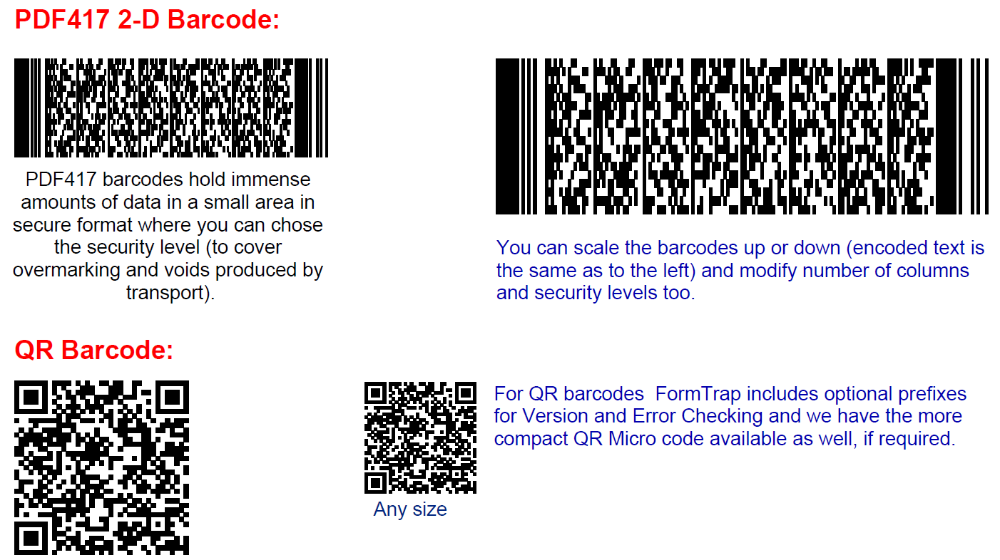 PDF417 2-D Barcode:
PDF417 barcodes hold immense
amounts of data in a small area in
secure format where you can chose
the security level (to cover
overmarking and voids produced by
transport).
You can scale the barcodes up or down (encoded text is
the same as to the left) and modify number of columns
and security levels too.
QR Barcode:
For QR barcodes  FormTrap includes optional prefixes
for Version and Error Checking and we have the more
compact QR Micro code available as well, if required.
Any size